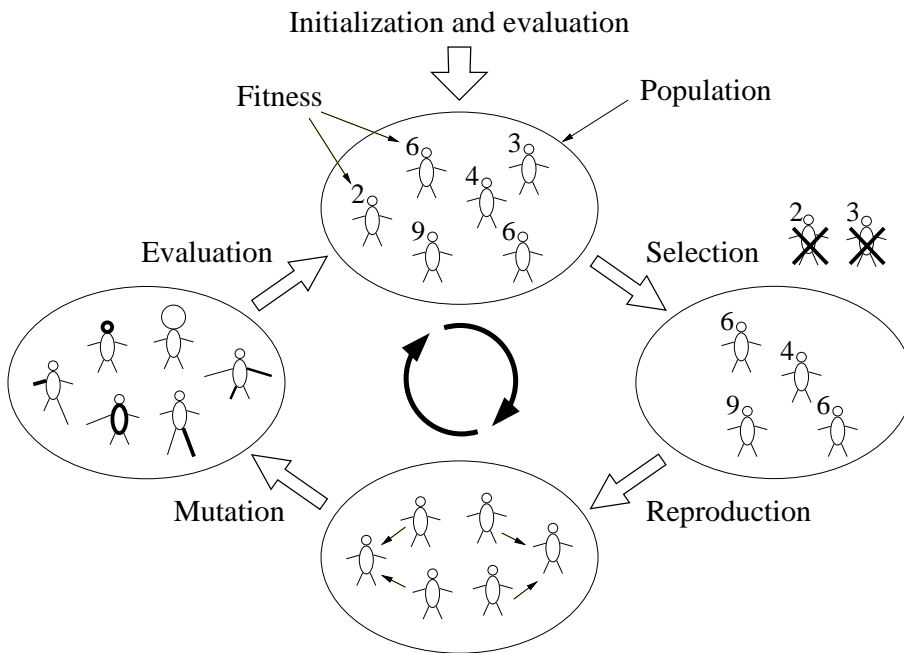 Initialization and evaluation
Fitness
Population
6
3
4
2
9
6
Evaluation
Selection
2
3
6
4
9
6
Mutation
Reproduction